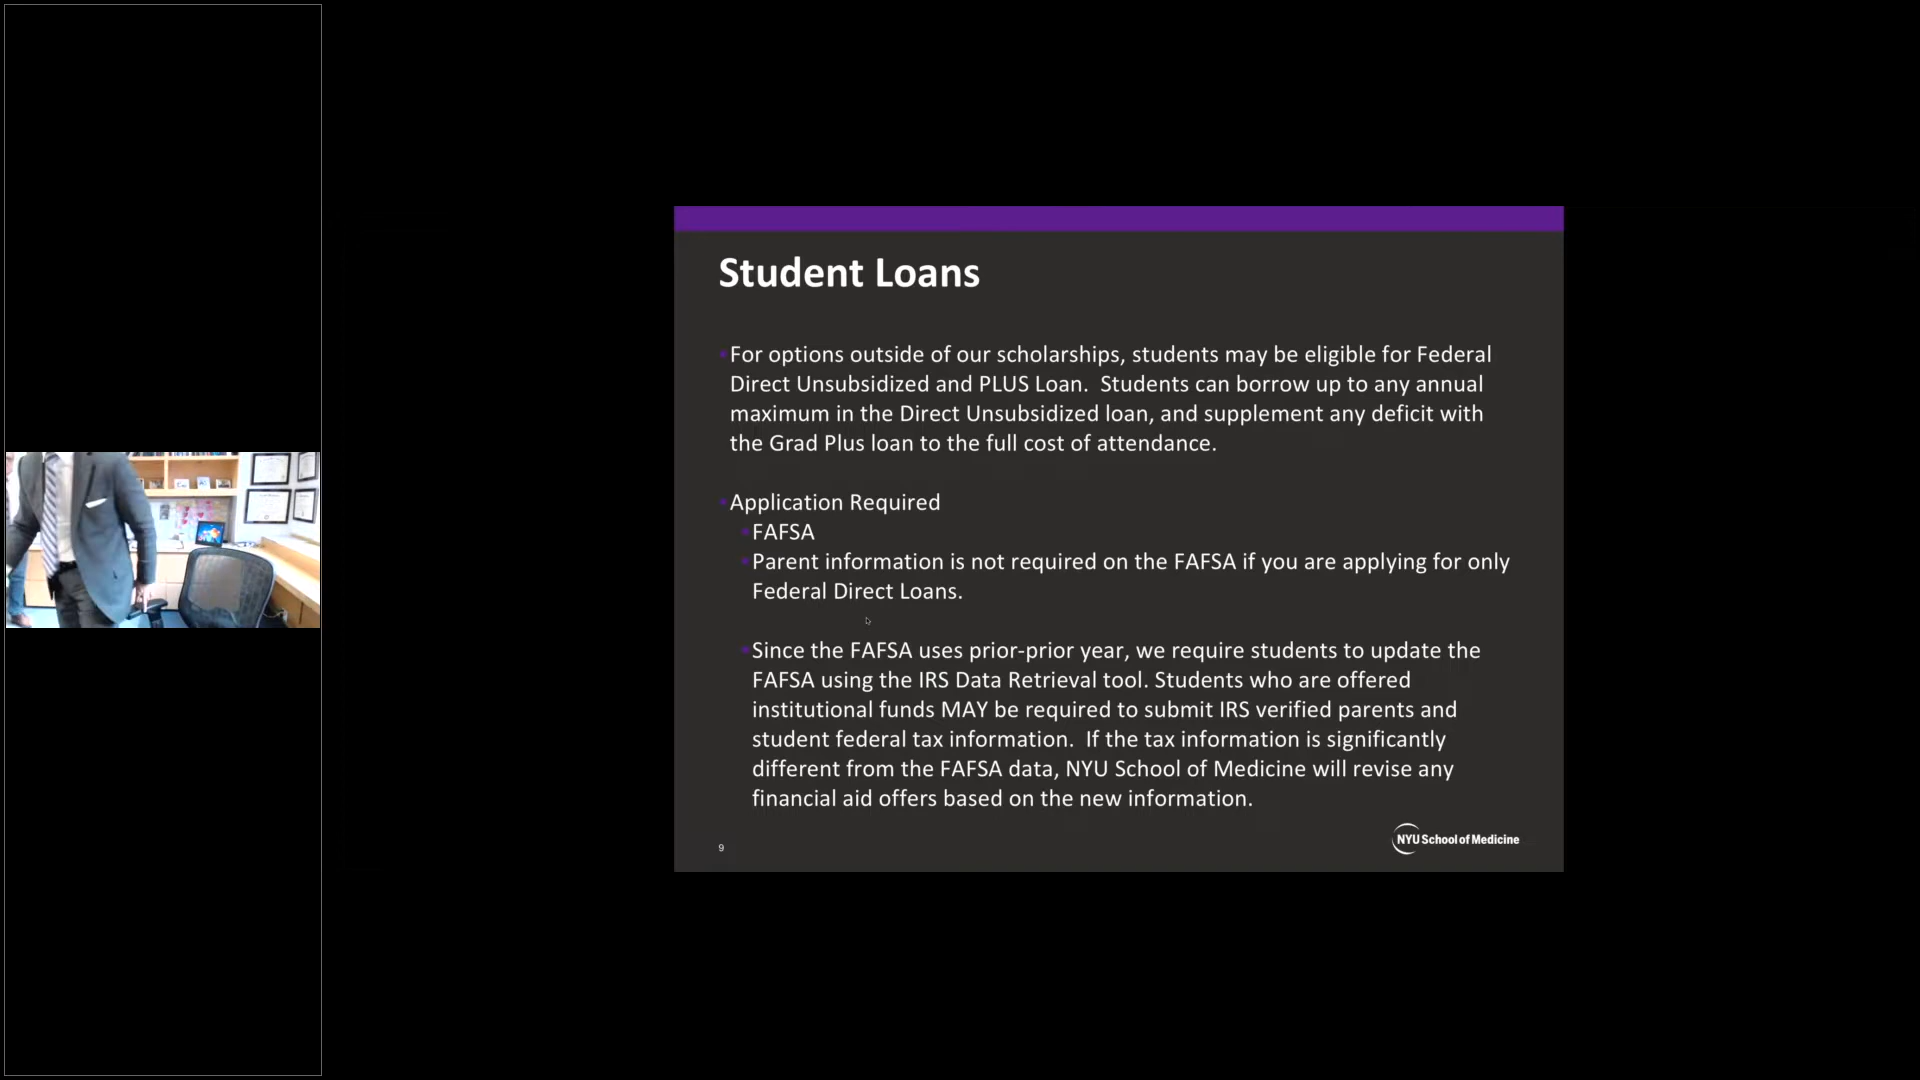 Student Loans
For options outside of our scholarships, students may be eligible for Federal
Direct Unsubsidized and PLUS Loan.  Students can borrow up to any annual
maximum in the Direct Unsubsidized loan, and supplement any deficit with
the Grad Plus loan to the full cost of attendance.
Application Required
FAFSA
Parent information is not required on the FAFSA if you are applying for only
Federal Direct Loans.
Since the FAFSA uses prior-prior year, we require students to update the
FAFSA using the IRS Data Retrieval tool. Students who are offered
institutional funds MAY be required to submit IRS verified parents and
student federal tax information.  If the tax information is significantly
different from the FAFSA data, NYU School of Medicine will revise any
financial aid offers based on the new information.
9
NYU School of Medicine